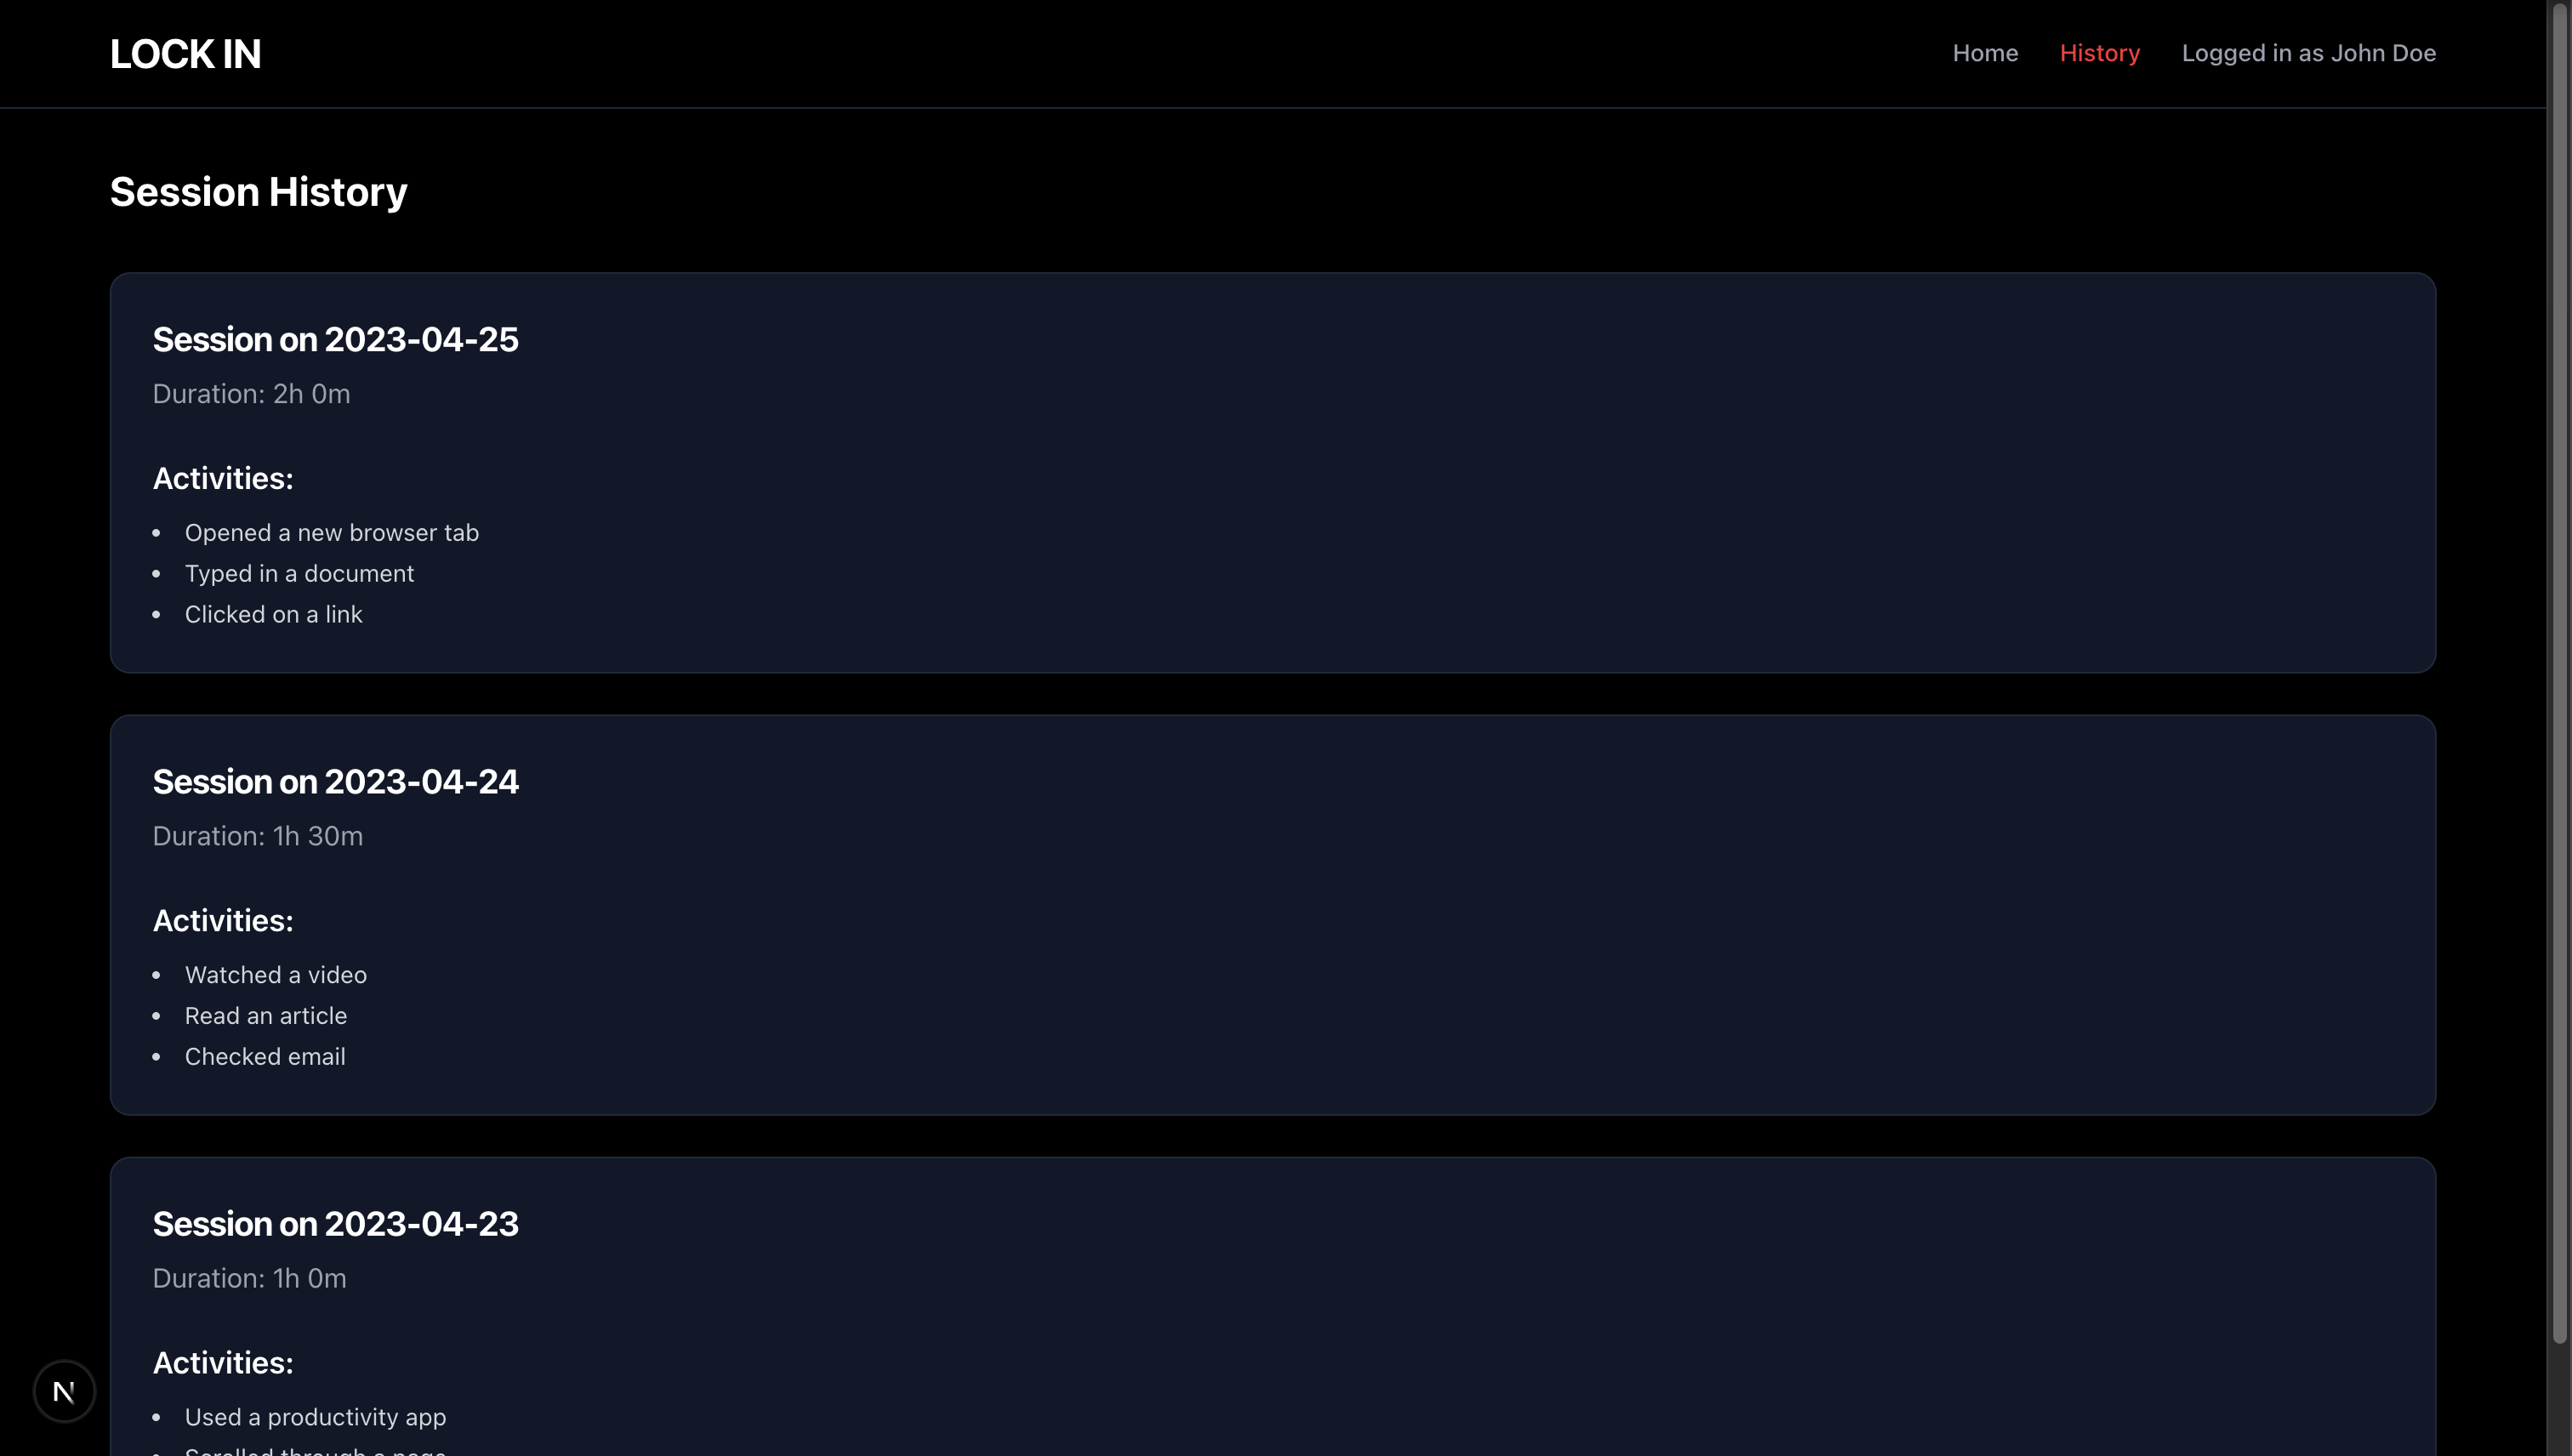 LOCK IN
Home History Logged in as John Doe
Session History
Session on 2023-04-25
Duration: 2h 0m
Activities:
• Opened a new browser tab
• Typed in a document
• Clicked on a link
Session on 2023-04-24
Duration: 1h 30m
Activities:
• Watched a video
• Read an article
• Checked email
Session on 2023-04-23
Duration: 1h 0m
Activities:
• Used a productivity app
• Scrolled through a page
N